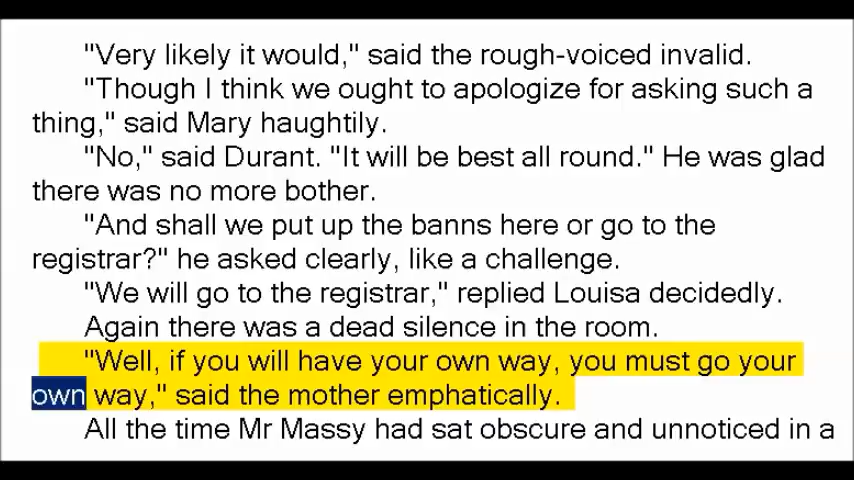 "Very likely it would," said the rough-voiced invalid.
"Though I think we ought to apologize for asking such a
thing," said Mary haughtily.
"No," said Durant. "It will be best all round." He was glad
there was no more bother.
"And shall we put up the banns here or go to the
registrar?" he asked clearly, like a challenge.
"We will go to the registrar," replied Louisa decidedly.
Again there was a dead silence in the room.
"Well, if you will have your own way, you must go your
own way," said the mother emphatically.
All the time Mr Massy had sat obscure and unnoticed in a